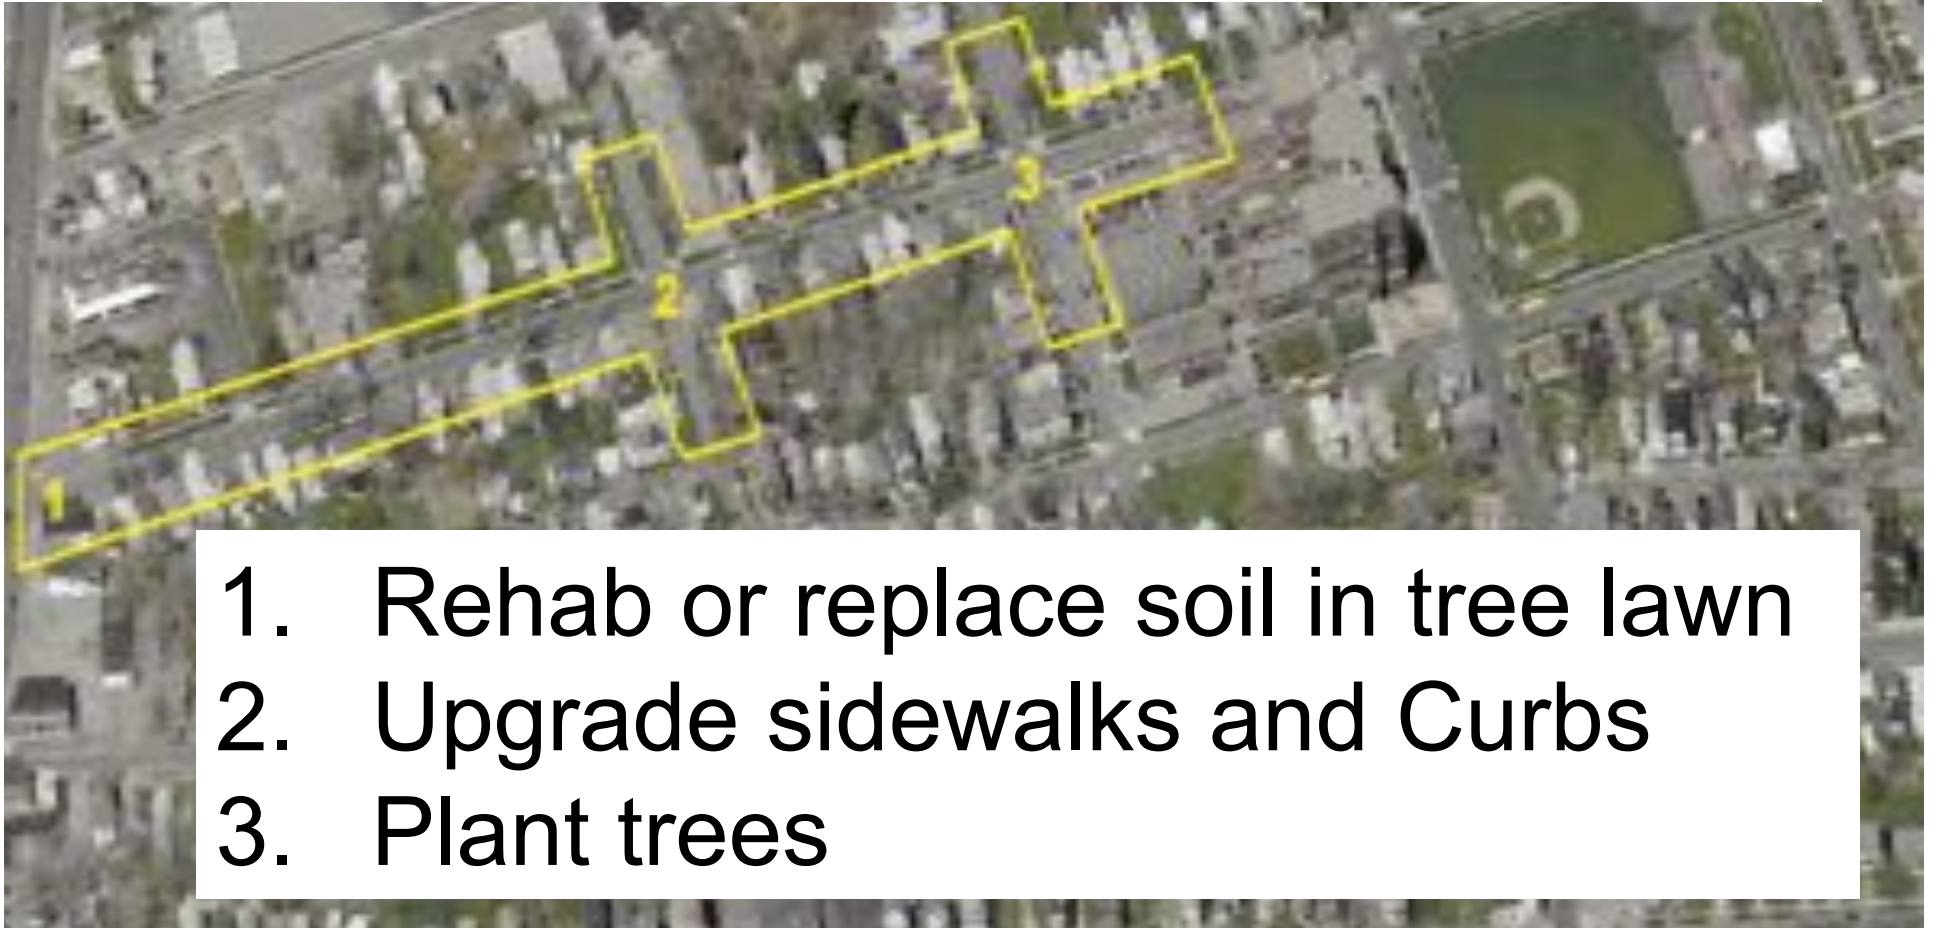 3
2
1
1. Rehab or replace soil in tree lawn
2. Upgrade sidewalks and Curbs
3. Plant trees